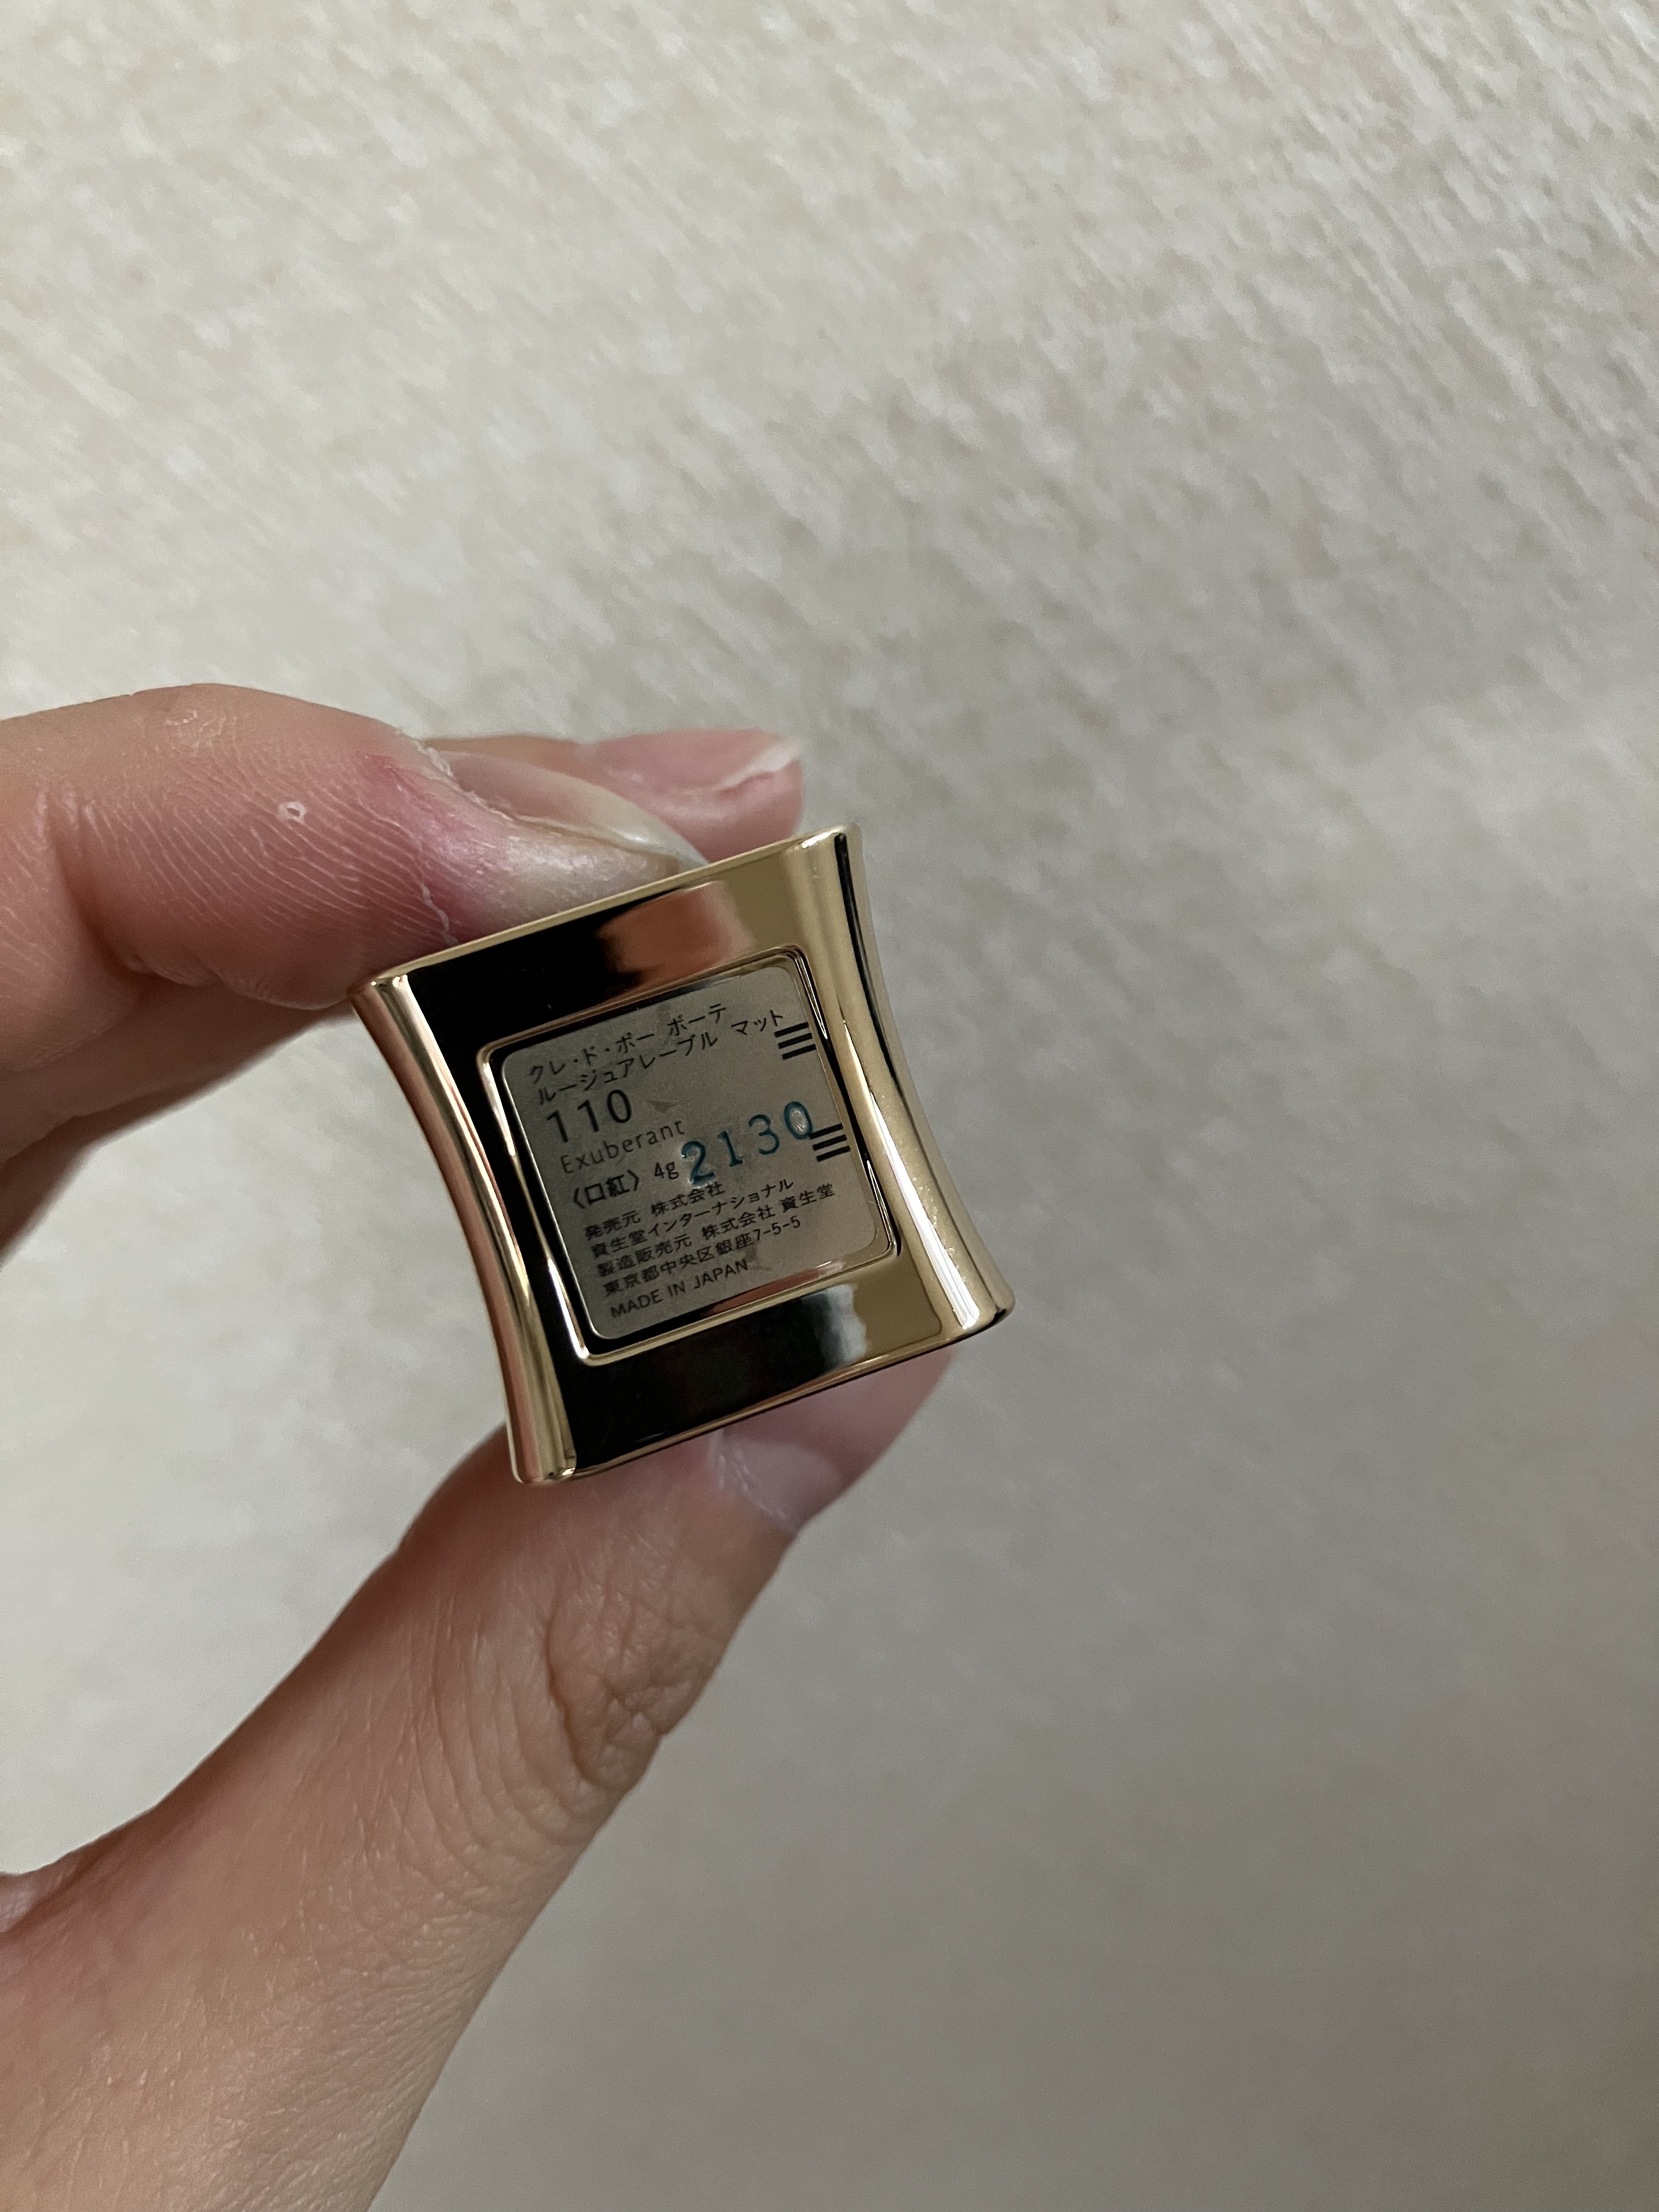 クレ・ド・ポー ボーテ
ルージュアレーブル マット
110
Exuberant
〈口紅〉 4g 2130
発売元 株式会社
資生堂インターナショナル
製造販売元 株式会社 資生堂
東京都中央区銀座7-5-5
MADE IN JAPAN